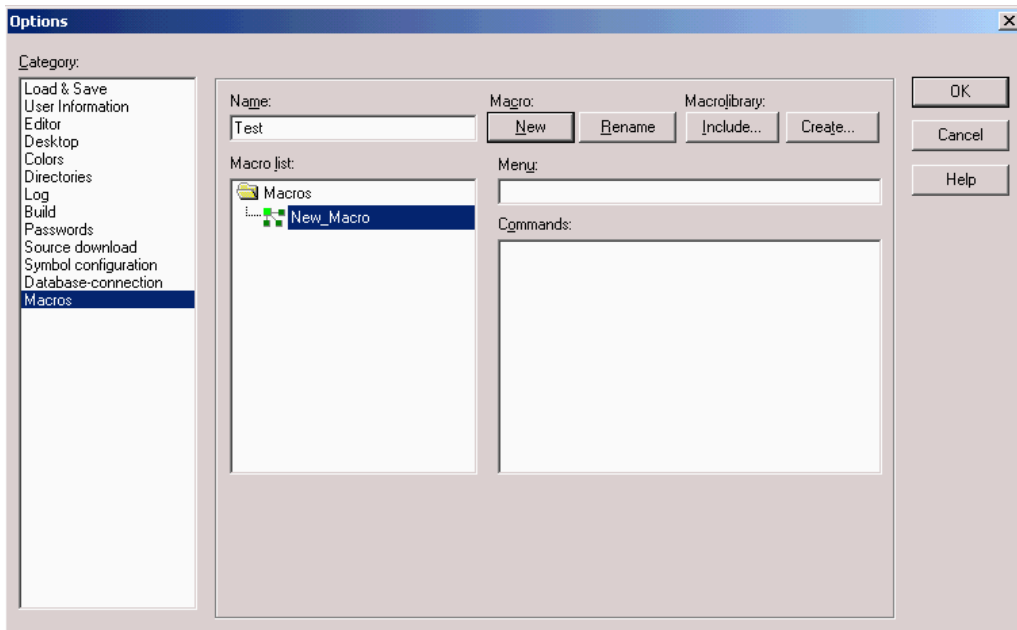 Options
Category:
Load & Save
User Information
Editor
Desktop
Colors
Directories
Log
Build
Passwords
Source download
Symbol configuration
Database-connection
Macros
Name:
Test
Macro:
New
Rename
Macrolibrary:
Include...
Create...
Macro list:
Macros
New_Macro
Menu:
Commands:
OK
Cancel
Help